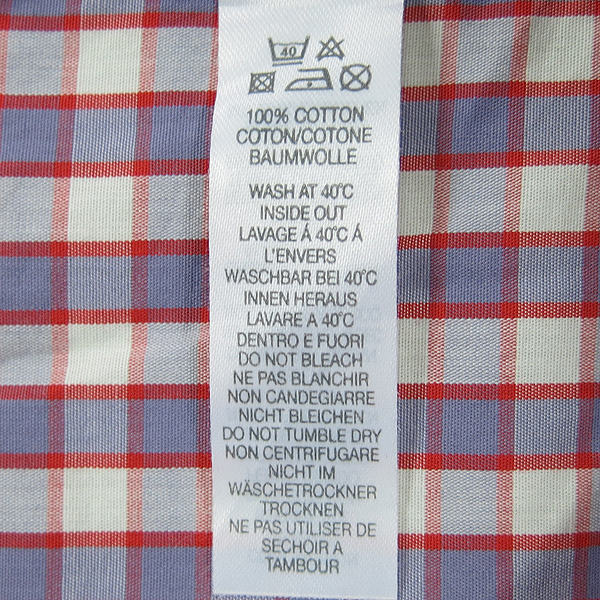 40
100% COTTON
COTON/COTONE
BAUMWOLLE
WASH AT 40°C
INSIDE OUT
LAVAGE Á 40°C Á
L'ENVERS
WASCHBAR BEI 40°C
INNEN HERAUS
LAVARE A 40°C
DENTRO E FUORI
DO NOT BLEACH
NE PAS BLANCHIR
NON CANDEGIARRE
NICHT BLEICHEN
DO NOT TUMBLE DRY
NON CENTRIFUGARE
NICHT IM
WÄSCHETROCKNER
TROCKNEN
NE PAS UTILISER DE
SECHOIR A
TAMBOUR